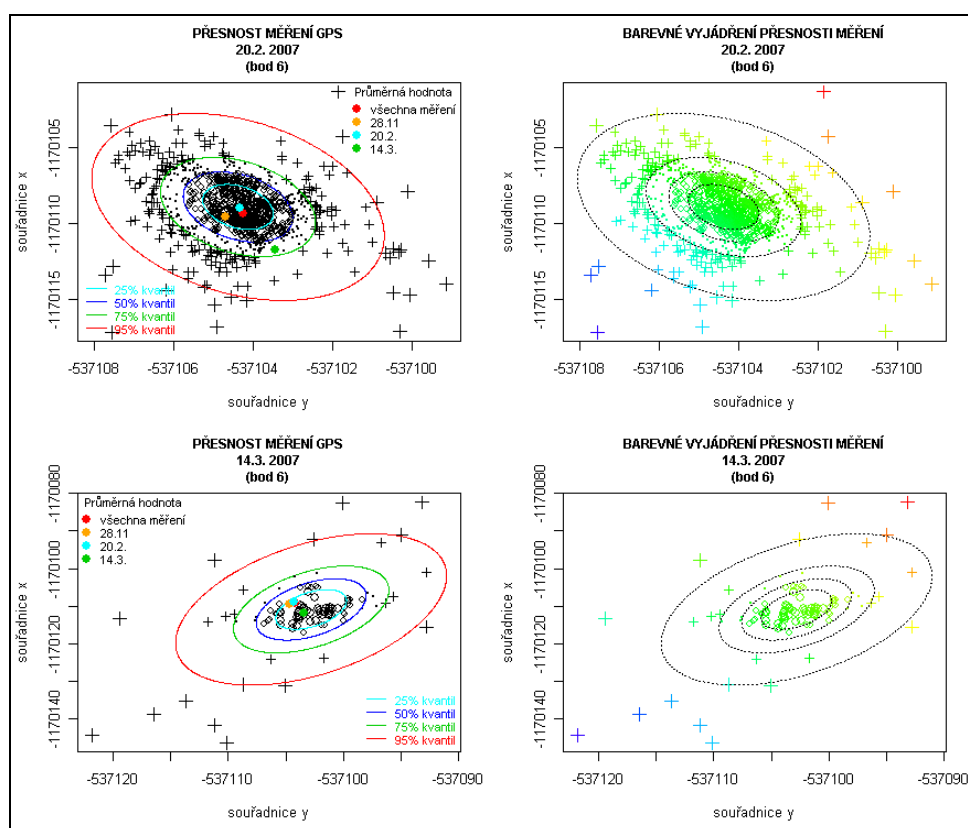 PŘESNOST MĚŘENÍ GPS
20.2. 2007
(bod 6)
Průměrná hodnota
všechna měření
28.11
20.2.
14.3.
25% kvantil
50% kvantil
75% kvantil
95% kvantil
-1170105
-1170110
-1170115
souřadnice x
-537108
-537106
-537104
-537102
-537100
souřadnice y
BAREVNÉ VYJÁDŘENÍ PŘESNOSTI MĚŘENÍ
20.2. 2007
(bod 6)
-1170105
-1170110
-1170115
souřadnice x
-537108
-537106
-537104
-537102
-537100
souřadnice y
PŘESNOST MĚŘENÍ GPS
14.3. 2007
(bod 6)
Průměrná hodnota
všechna měření
28.11
20.2.
14.3.
25% kvantil
50% kvantil
75% kvantil
95% kvantil
-1170080
-1170100
-1170120
-1170140
souřadnice x
-537120
-537110
-537100
-537090
souřadnice y
BAREVNÉ VYJÁDŘENÍ PŘESNOSTI MĚŘENÍ
14.3. 2007
(bod 6)
-1170080
-1170100
-1170120
-1170140
souřadnice x
-537120
-537110
-537100
-537090
souřadnice y